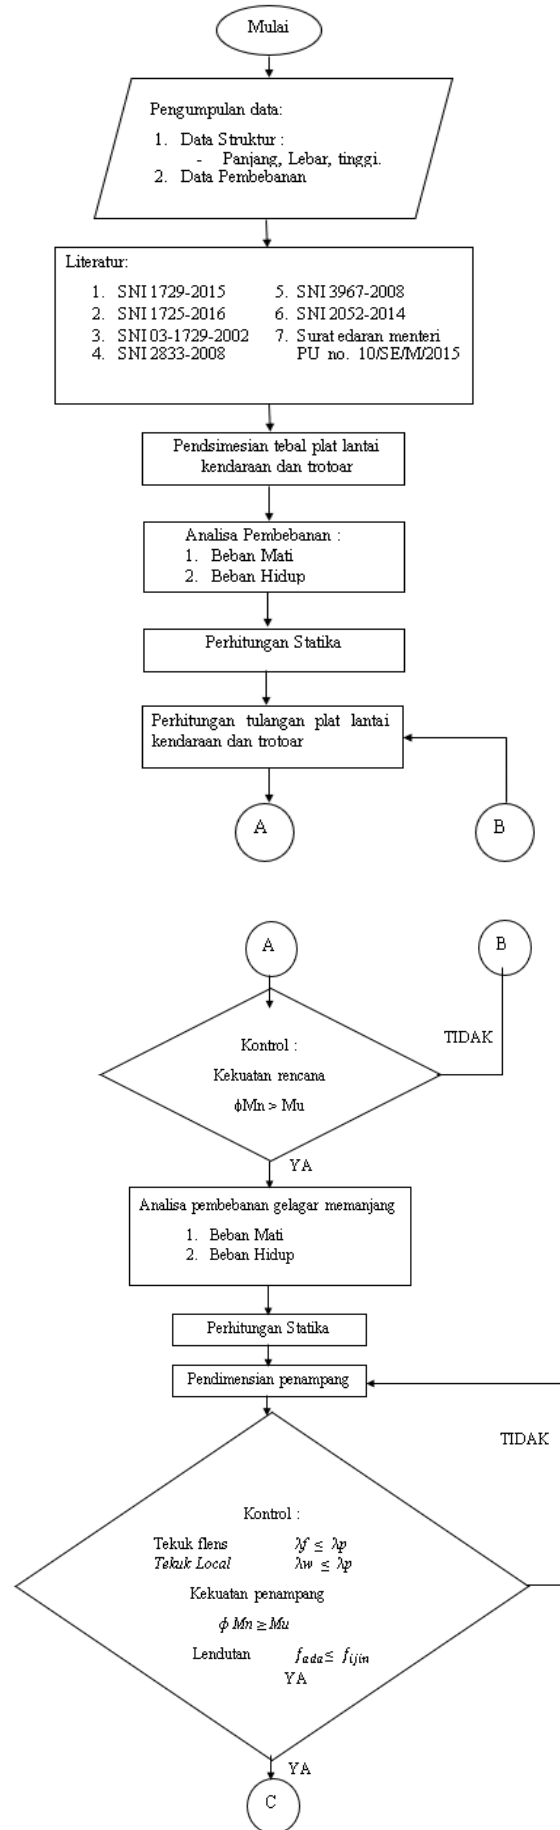 Mulai
Pengumpulan data:
1. Data Struktur :
- Panjang, Lebar, tinggi.
2. Data Pembebanan
Literatur:
1. SNI 1729-2015
2. SNI 1725-2016
3. SNI 03-1729-2002
4. SNI 2833-2008
5. SNI 3967-2008
6. SNI 2052-2014
7. Surat edaran menteri
PU no. 10/SE/M/2015
Pendsimesian tebal plat lantai
kendaraan dan trotoar
Analisa Pembebanan :
1. Beban Mati
2. Beban Hidup
Perhitungan Statika
Perhitungan tulangan plat lantai
kendaraan dan trotoar
A
B
A
B
Kontrol :
Kekuatan rencana
ϕMn > Mu
TIDAK
YA
Analisa pembebanan gelagar memanjang
1. Beban Mati
2. Beban Hidup
Perhitungan Statika
Pendimensian penampang
TIDAK
Kontrol :
Tekuk flens λf ≤ λp
Tekuk Local λw ≤ λp
Kekuatan penampang
ϕ Mn ≥ Mu
Lendutan fada ≤ fijin
YA
YA
C